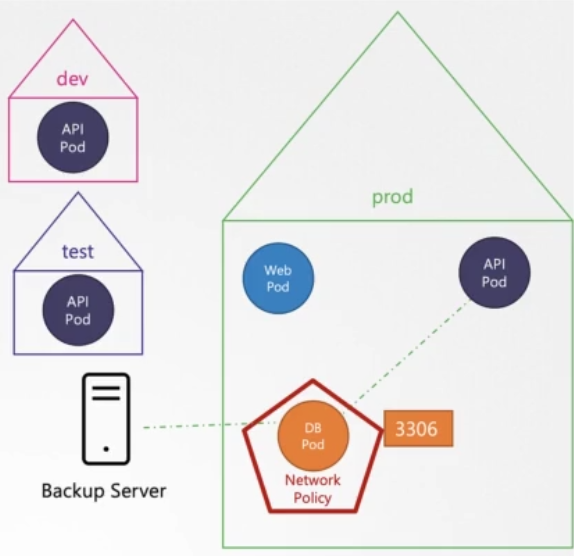 dev
API
Pod
test
API
Pod
Backup Server
prod
Web
Pod
API
Pod
DB
Pod
3306
Network
Policy